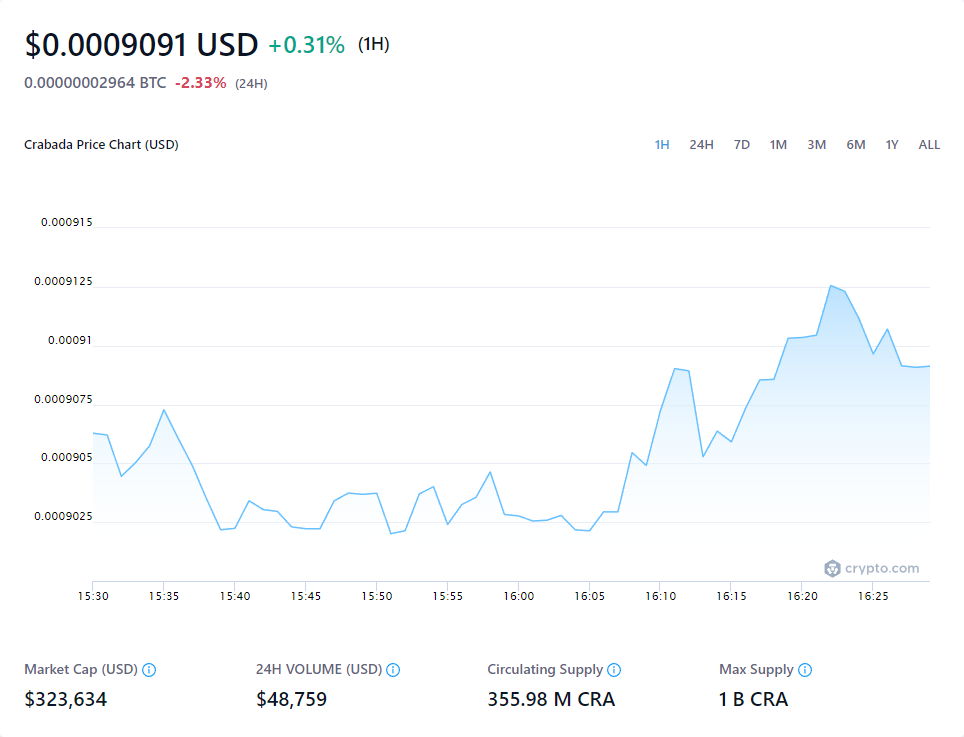 $0.0009091 USD +0.31% (1H)
0.00000002964 BTC -2.33% (24H)
Crabada Price Chart (USD) 1H 24H 7D 1M 3M 6M 1Y ALL
0.000915
0.0009125
0.00091
0.0009075
0.000905
0.0009025
crypto.com
15:30 15:35 15:40 15:45 15:50 15:55 16:00 16:05 16:10 16:15 16:20 16:25
Market Cap (USD) 24H VOLUME (USD) Circulating Supply Max Supply
$323,634 $48,759 355.98 M CRA 1 B CRA